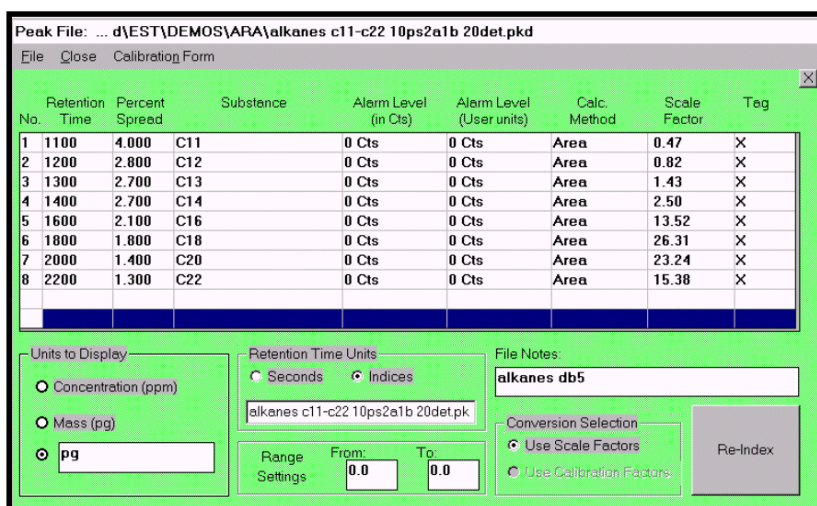 Peak File: ... d\EST\DEMOS\ARA\alkanes c11-c22 10ps2a1b 20det.pkd
File Close Calibration Form
X
No. Retention Time Percent Spread Substance Alarm Level (in Cts) Alarm Level (User units) Calc. Method Scale Factor Tag
1 1100 4.000 C11 0 Cts 0 Cts Area 0.47 X
2 1200 2.800 C12 0 Cts 0 Cts Area 0.82 X
3 1300 2.700 C13 0 Cts 0 Cts Area 1.43 X
4 1400 2.700 C14 0 Cts 0 Cts Area 2.50 X
5 1600 2.100 C16 0 Cts 0 Cts Area 13.52 X
6 1800 1.800 C18 0 Cts 0 Cts Area 26.31 X
7 2000 1.400 C20 0 Cts 0 Cts Area 23.24 X
8 2200 1.300 C22 0 Cts 0 Cts Area 15.38 X
Units to Display
Concentration (ppm)
Mass (pg)
pg
Retention Time Units
Seconds Indices
alkanes c11-c22 10ps2a1b 20det.pk
Range Settings From: 0.0 To: 0.0
File Notes:
alkanes db5
Conversion Selection
Use Scale Factors
Use Calibration Factors
Re-Index